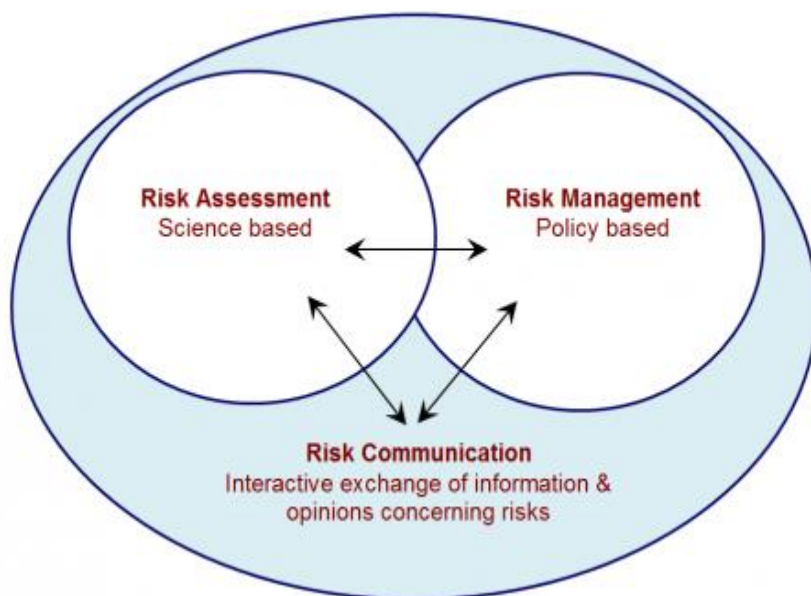 Risk Assessment
Science based
Risk Management
Policy based
Risk Communication
Interactive exchange of information &
opinions concerning risks